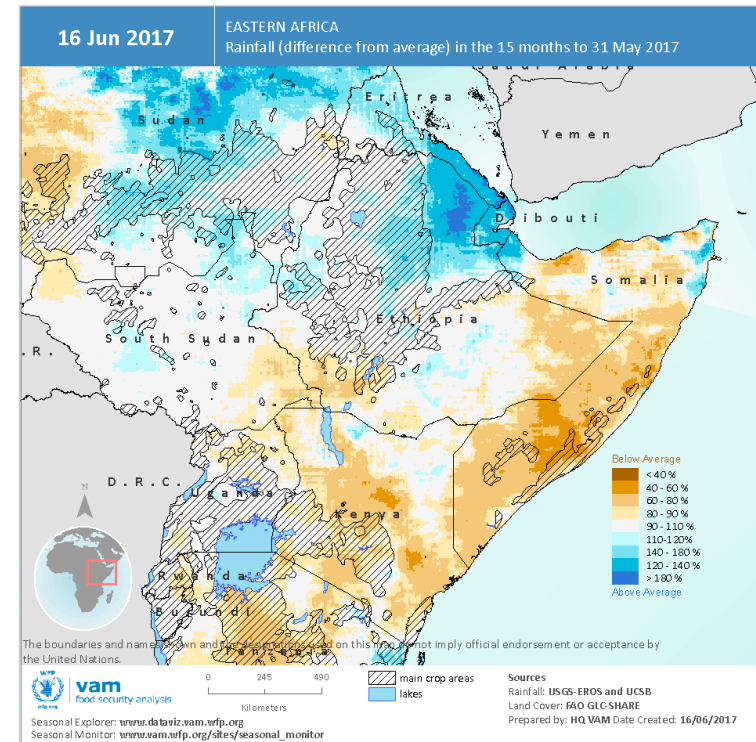 16 Jun 2017
EASTERN AFRICA
Rainfall (difference from average) in the 15 months to 31 May 2017
Saudi Arabia
Eritrea
Sudan
Yemen
Djibouti
Somalia
Ethiopia
South Sudan
.R.
D.R.C.
Uganda
Kenya
Rwanda
Burundi
Tanzania
N
Below Average
< 40 %
40 - 60 %
60 - 80 %
80 - 90 %
90 - 110 %
110-120%
140 - 180 %
120 - 140 %
> 180 %
Above Average
The boundaries and names shown and the designations used on this map do not imply official endorsement or acceptance by
the United Nations.
WFP
wfp.org
vam
food security analysis
0 245 490
Kilometers
main crop areas
lakes
Sources
Rainfall: USGS-EROS and UCSB
Land Cover: FAO GLC-SHARE
Prepared by: HQ VAM Date Created: 16/06/2017
Seasonal Explorer: www.dataviz.vam.wfp.org
Seasonal Monitor: www.vam.wfp.org/sites/seasonal_monitor